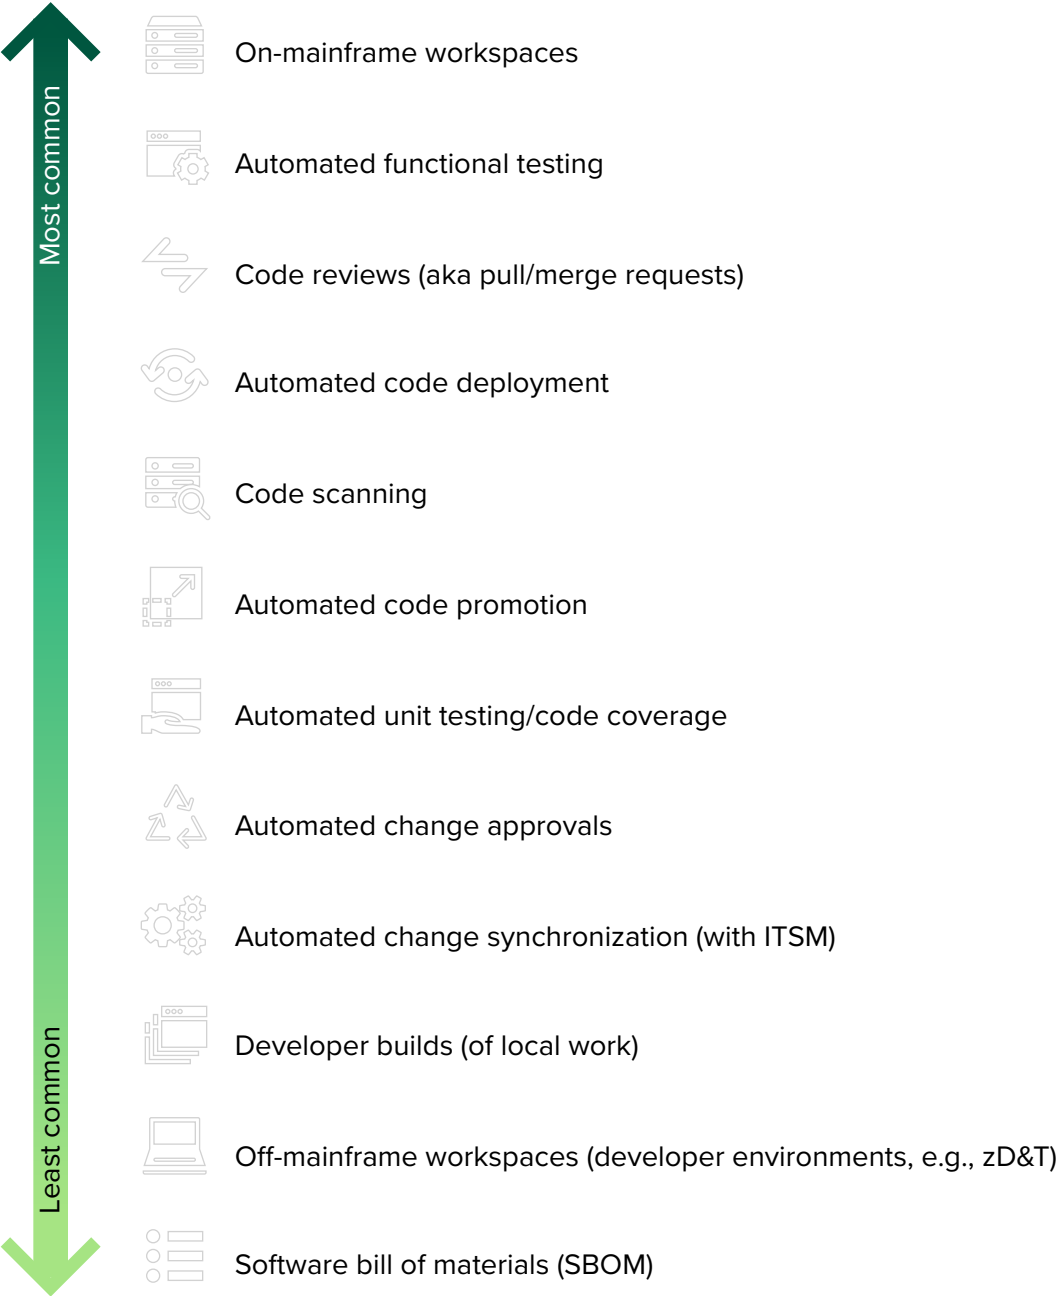 Most common
On-mainframe workspaces
Automated functional testing
Code reviews (aka pull/merge requests)
Automated code deployment
Code scanning
Automated code promotion
Automated unit testing/code coverage
Automated change approvals
Automated change synchronization (with ITSM)
Developer builds (of local work)
Off-mainframe workspaces (developer environments, e.g., zD&T)
Software bill of materials (SBOM)
Least common